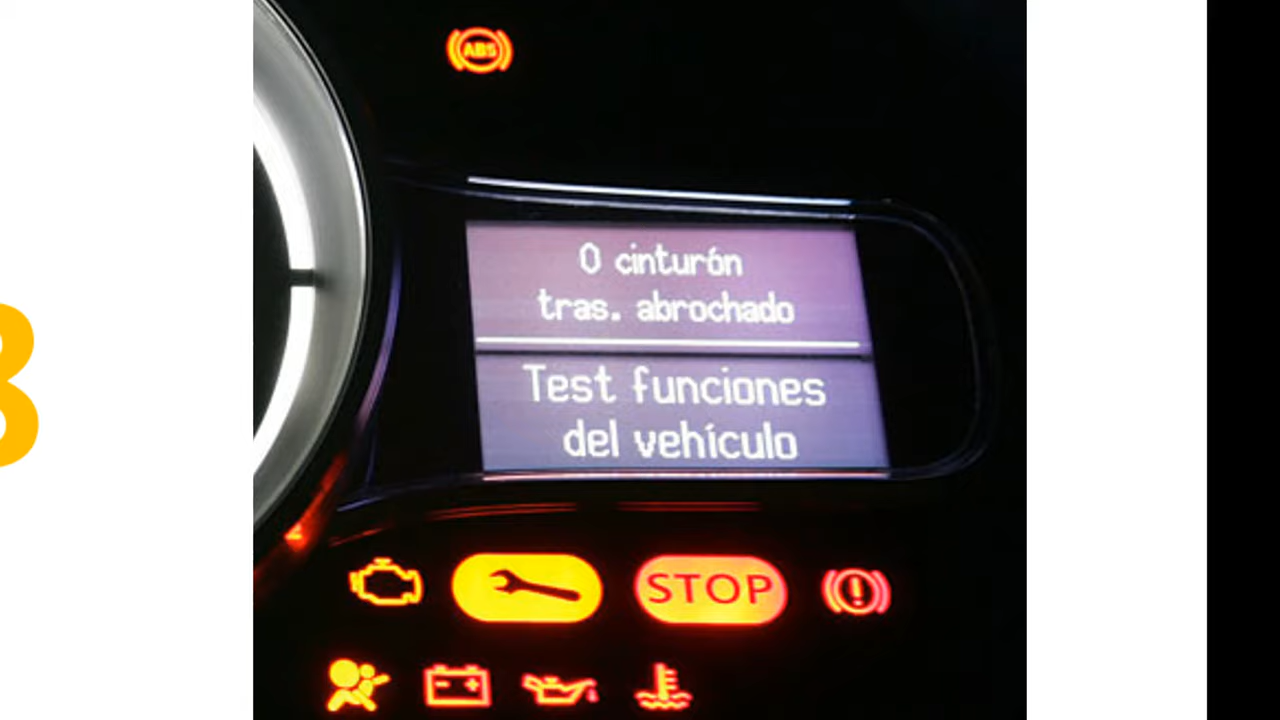 ABS
0 cinturón
tras. abrochado
Test funciones
del vehículo
STOP